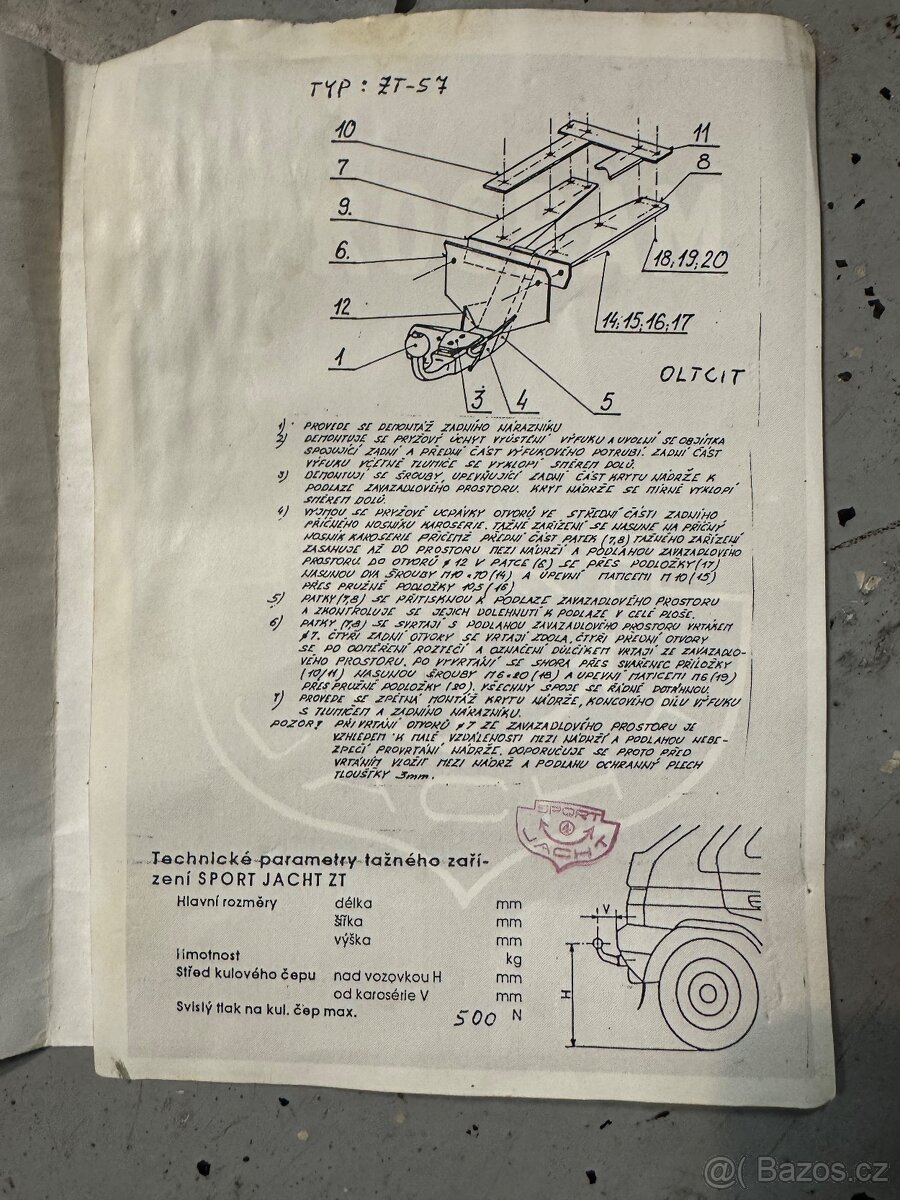 TYP : ZT-57
10
11
7
8
9.
6.
18,19,20
12
14,15,16,17
1
OLTCIT
3
4
5
1) PROVEDE SE DEMONTÁŽ ZADNÍHO NÁRAZNÍKU
2) DEMONTUJE SE PRYŽOVÝ ÚCHYT VYÚSTĚNÍ VÝFUKU A UVOLNÍ SE OBJÍMKA
SPOJUJÍCÍ ZADNÍ A PŘEDNÍ ČÁST VÝFUKOVÉHO POTRUBÍ. ZADNÍ ČÁST
VÝFUKU VČETNĚ TLUMIČE SE VYKLOPÍ SMĚREM DOLŮ.
3) DEMONTUJÍ SE ŠROUBY, UPEVŇUJÍCÍ ZADNÍ ČÁST KRYTU NÁDRŽE K
PODLAZE ZAVAZADLOVÉHO PROSTORU. KRYT NÁDRŽE SE MÍRNĚ VYKLOPÍ
SMĚREM DOLŮ.
4) VYJMOU SE PRYŽOVÉ UCPÁVKY OTVORŮ VE STŘEDNÍ ČÁSTI ZADNÍHO
PŘÍČNÉHO NOSNÍKU KAROSERIE. TAŽNÉ ZAŘÍZENÍ SE NASUNE NA PŘÍČNÝ
NOSNÍK KAROSERIE PŘIČEMŽ PŘEDNÍ ČÁST PATEK (7,8) TAŽNÉHO ZAŘÍZENÍ
ZASAHUJE AŽ DO PROSTORU MEZI NÁDRŽÍ A PODLAHOU ZAVAZADLOVÉHO
PROSTORU. DO OTVORŮ ø 12 V PATCE (6) SE PŘES PODLOŽKY (17)
NASUNOU DVA ŠROUBY M10×70 (14) A UPEVNÍ MATICEMI M10 (15)
PŘES PRUŽNÉ PODLOŽKY 10,5 (16)
5) PATKY (7,8) SE PŘITISKNOU K PODLAZE ZAVAZADLOVÉHO PROSTORU
A ZKONTROLUJE SE JEJICH DOLEHNUTÍ K PODLAZE V CELÉ PLOŠE.
6) PATKY (7,8) SE SVRTAJÍ S PODLAHOU ZAVAZADLOVÉHO PROSTORU VRTÁKEM
ø7. ČTYŘI ZADNÍ OTVORY SE VRTAJÍ ZDOLA, ČTYŘI PŘEDNÍ OTVORY
SE PO ODMĚŘENÍ ROZTEČÍ A OZNAČENÍ DŮLČÍKEM VRTAJÍ ZE ZAVAZADLO-
VÉHO PROSTORU. PO VYVRTÁNÍ SE SHORA PŘES SVAŘENEC PŘÍLOŽKY
(10/11) NASUNOU ŠROUBY M6×20 (18) A UPEVNÍ MATICEMI M6 (19)
PŘES PRUŽNÉ PODLOŽKY (20). VŠECHNY SPOJE SE ŘÁDNĚ DOTÁHNOU.
7) PROVEDE SE ZPĚTNÁ MONTÁŽ KRYTU NÁDRŽE, KONCOVÉHO DÍLU VÝFUKU
S TLUMIČEM A ZADNÍHO NÁRAZNÍKU.
POZOR! PŘI VRTÁNÍ OTVORŮ ø7 ZE ZAVAZADLOVÉHO PROSTORU JE
VZHLEDEM K MALÉ VZDÁLENOSTI MEZI NÁDRŽÍ A PODLAHOU NEBE-
ZPEČÍ PROVRTÁNÍ NÁDRŽE. DOPORUČUJE SE PROTO PŘED
VRTÁNÍM VLOŽIT MEZI NÁDRŽ A PODLAHU OCHRANNÝ PLECH
TLOUŠŤKY 3mm.
SPORT
4
JACHT
Technické parametry tažného zaří-
zení SPORT JACHT ZT
Hlavní rozměry délka mm
šířka mm
výška mm
Hmotnost kg
Střed kulového čepu nad vozovkou H mm
od karosérie V mm
Svislý tlak na kul. čep max. 500 N
V
H
@ Bazos.cz